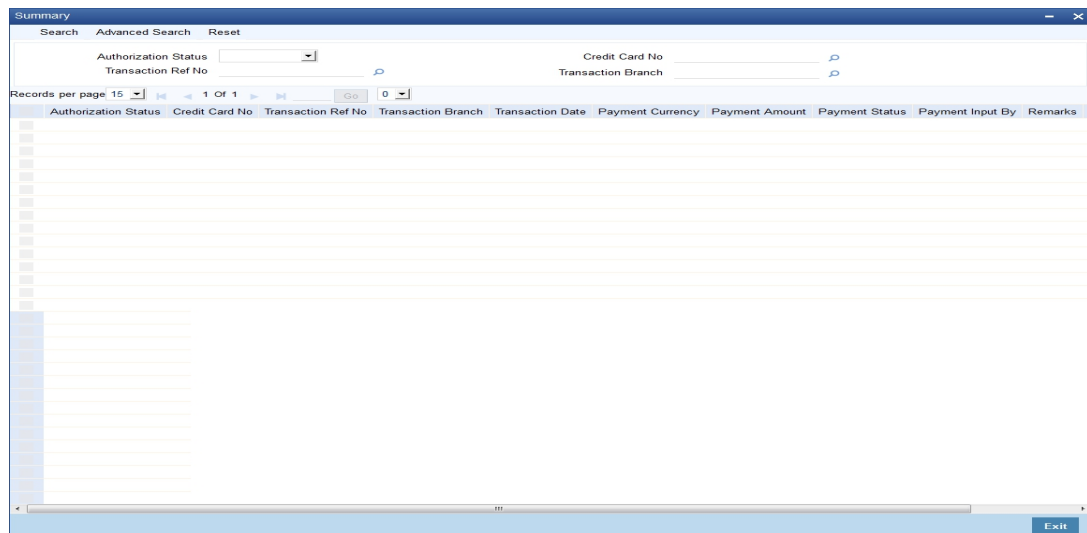 Summary
Search Advanced Search Reset
Authorization Status Credit Card No
Transaction Ref No Transaction Branch
Records per page 15 1 Of 1 Go 0
Authorization Status Credit Card No Transaction Ref No Transaction Branch Transaction Date Payment Currency Payment Amount Payment Status Payment Input By Remarks
Exit